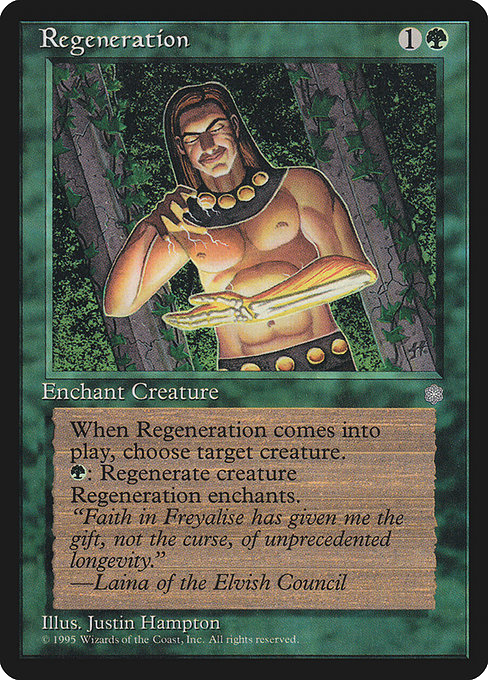 Regeneration 1
Enchant Creature
When Regeneration comes into
play, choose target creature.
: Regenerate creature
Regeneration enchants.
“Faith in Freyalise has given me the
gift, not the curse, of unprecedented
longevity.”
—Laina of the Elvish Council
Illus. Justin Hampton
© 1995 Wizards of the Coast, Inc. All rights reserved.